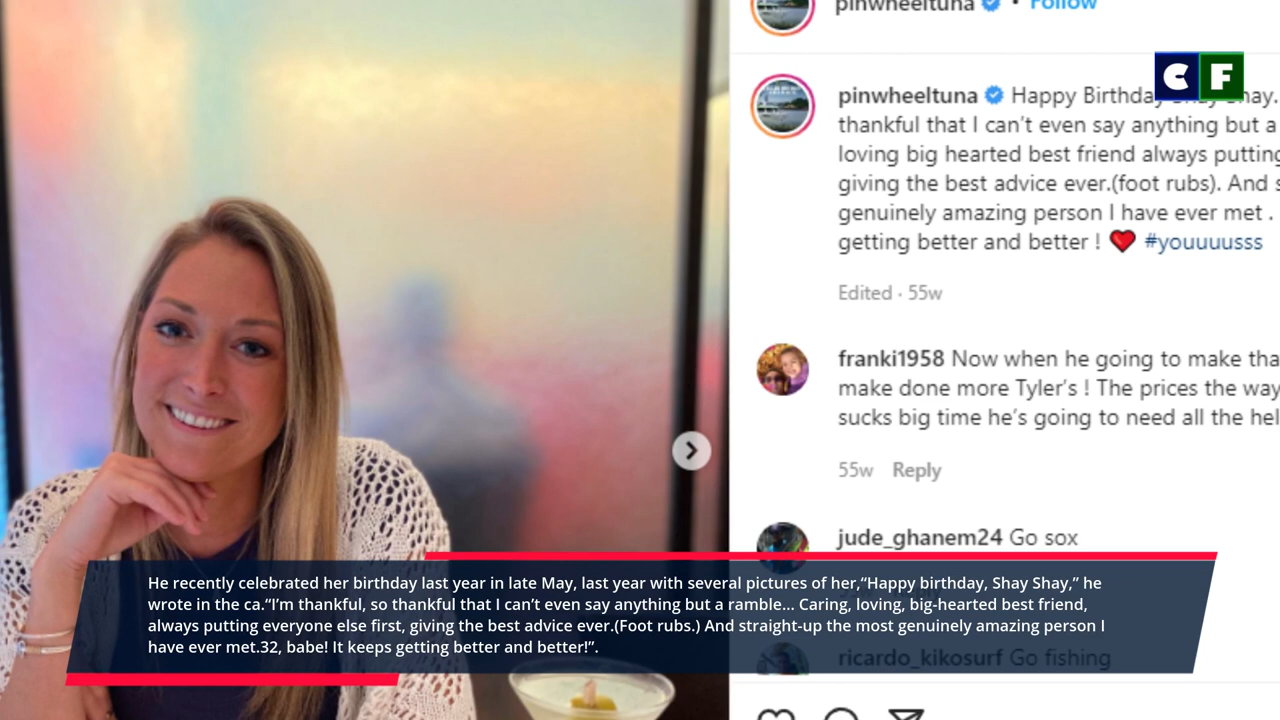 pinwheeltuna • Follow
C F
pinwheeltuna Happy Birthday Shay Shay.
thankful that I can't even say anything but a
loving big hearted best friend always putting
giving the best advice ever.(foot rubs). And s
genuinely amazing person I have ever met .
getting better and better ! ❤️ #youuuusss
Edited · 55w
franki1958 Now when he going to make tha
make done more Tyler's ! The prices the way
sucks big time he's going to need all the hel
55w Reply
jude_ghanem24 Go sox
He recently celebrated her birthday last year in late May, last year with several pictures of her,“Happy birthday, Shay Shay,” he
wrote in the ca.“I’m thankful, so thankful that I can’t even say anything but a ramble... Caring, loving, big-hearted best friend,
always putting everyone else first, giving the best advice ever.(Foot rubs.) And straight-up the most genuinely amazing person I
have ever met.32, babe! It keeps getting better and better!”.
ricardo_kikosurf Go fishing